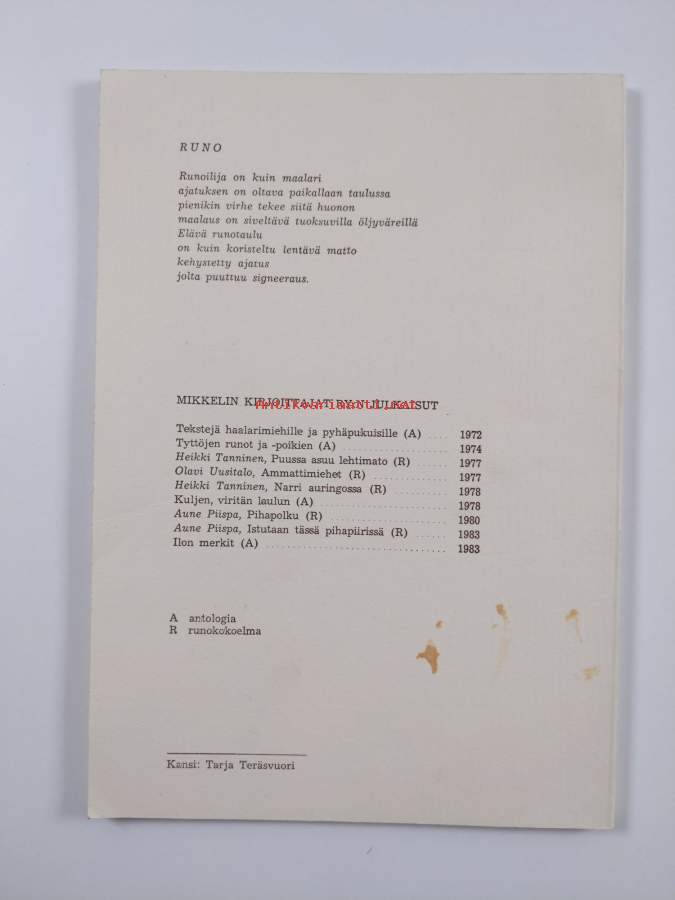 RUNO
Runoilija on kuin maalari
ajatuksen on oltava paikallaan taulussa
pienikin virhe tekee siitä huonon
maalaus on siveltävä tuoksuvilla öljyväreillä
Elävä runotaulu
on kuin koristeltu lentävä matto
kehystetty ajatus
jolta puuttuu signeeraus.
MIKKELIN KIRJOITTAJAT RY:N JULKAISUT
Tekstejä haalarimiehille ja pyhäpukuisille (A) .... 1972
Tyttöjen runot ja -poikien (A) .................. 1974
Heikki Tanninen, Puussa asuu lehtimato (R) ...... 1977
Olavi Uusitalo, Ammattimiehet (R) ............... 1977
Heikki Tanninen, Narri auringossa (R) ........... 1978
Kuljen, viritän laulun (A) ...................... 1978
Aune Piispa, Pihapolku (R) ...................... 1980
Aune Piispa, Istutaan tässä pihapiirissä (R) ...... 1983
Ilon merkit (A) ................................. 1983
A antologia
R runokokoelma
Kansi: Tarja Teräsvuori